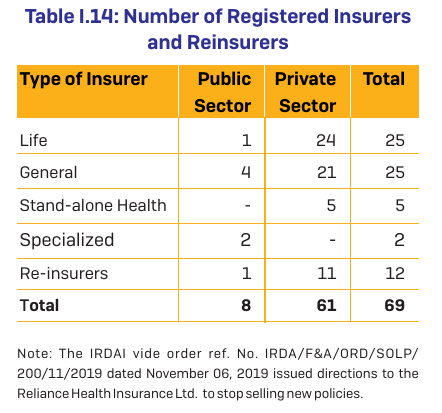 Table I.14: Number of Registered Insurers
and Reinsurers
Type of Insurer Public Private Total
Sector Sector
Life 1 24 25
General 4 21 25
Stand-alone Health - 5 5
Specialized 2 - 2
Re-insurers 1 11 12
Total 8 61 69
Note: The IRDAI vide order ref. No. IRDA/F&A/ORD/SOLP/
200/11/2019 dated November 06, 2019 issued directions to the
Reliance Health Insurance Ltd. to stop selling new policies.